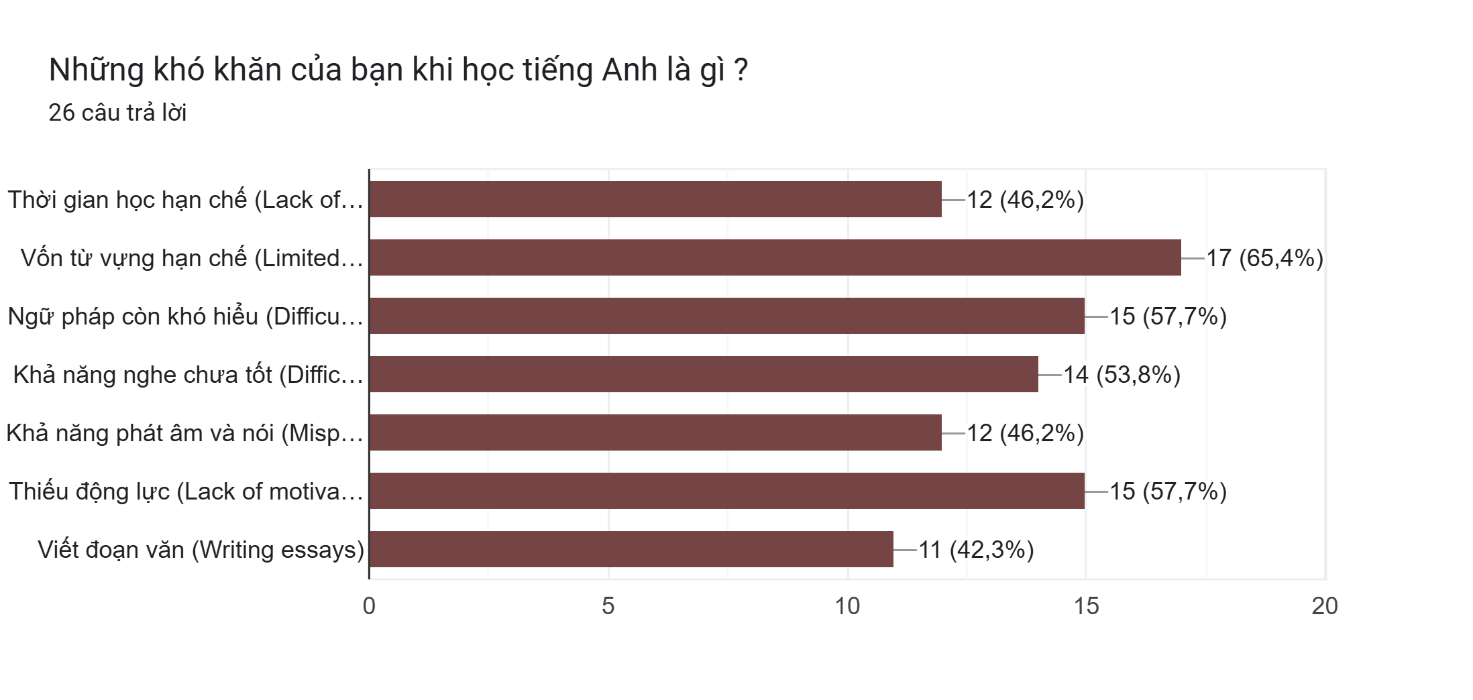 Những khó khăn của bạn khi học tiếng Anh là gì ?
26 câu trả lời
Thời gian học hạn chế (Lack of… 12 (46,2%)
Vốn từ vựng hạn chế (Limited… 17 (65,4%)
Ngữ pháp còn khó hiểu (Difficu… 15 (57,7%)
Khả năng nghe chưa tốt (Diffic… 14 (53,8%)
Khả năng phát âm và nói (Misp… 12 (46,2%)
Thiếu động lực (Lack of motiva… 15 (57,7%)
Viết đoạn văn (Writing essays) 11 (42,3%)
0 5 10 15 20